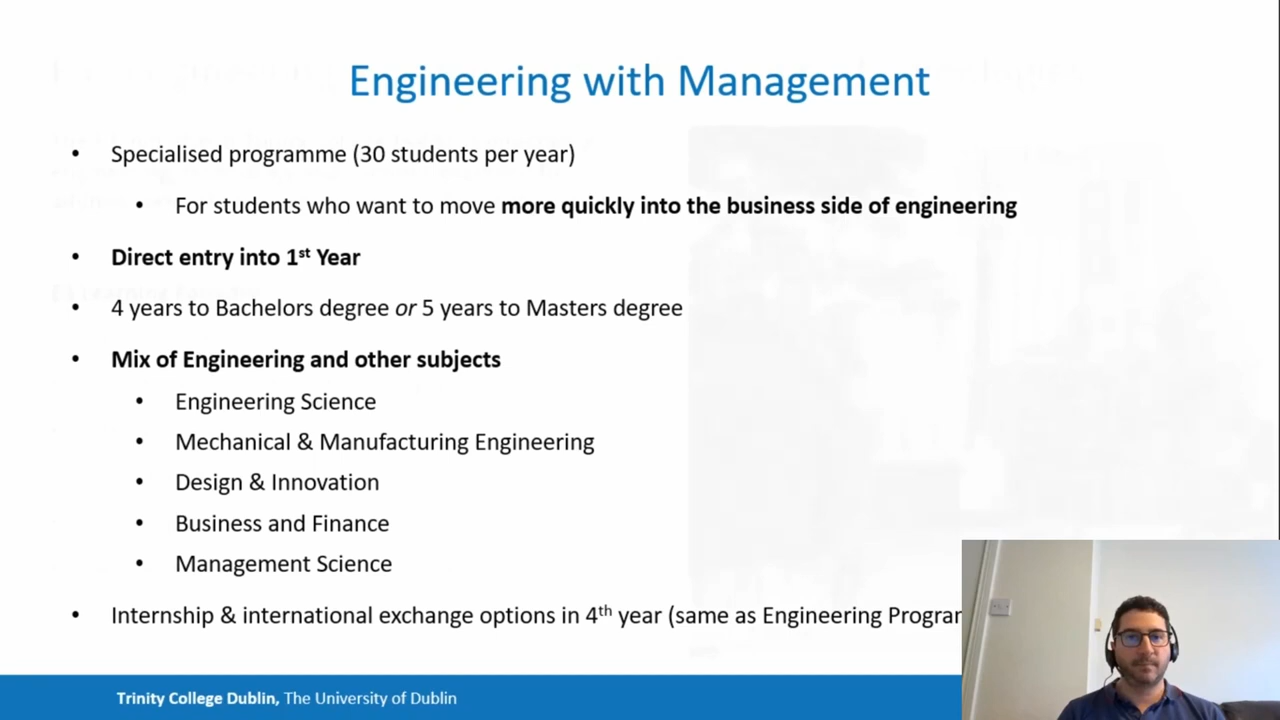 Engineering with Management
• Specialised programme (30 students per year)
• For students who want to move more quickly into the business side of engineering
• Direct entry into 1st Year
• 4 years to Bachelors degree or 5 years to Masters degree
• Mix of Engineering and other subjects
• Engineering Science
• Mechanical & Manufacturing Engineering
• Design & Innovation
• Business and Finance
• Management Science
• Internship & international exchange options in 4th year (same as Engineering
Trinity College Dublin, The University of Dublin